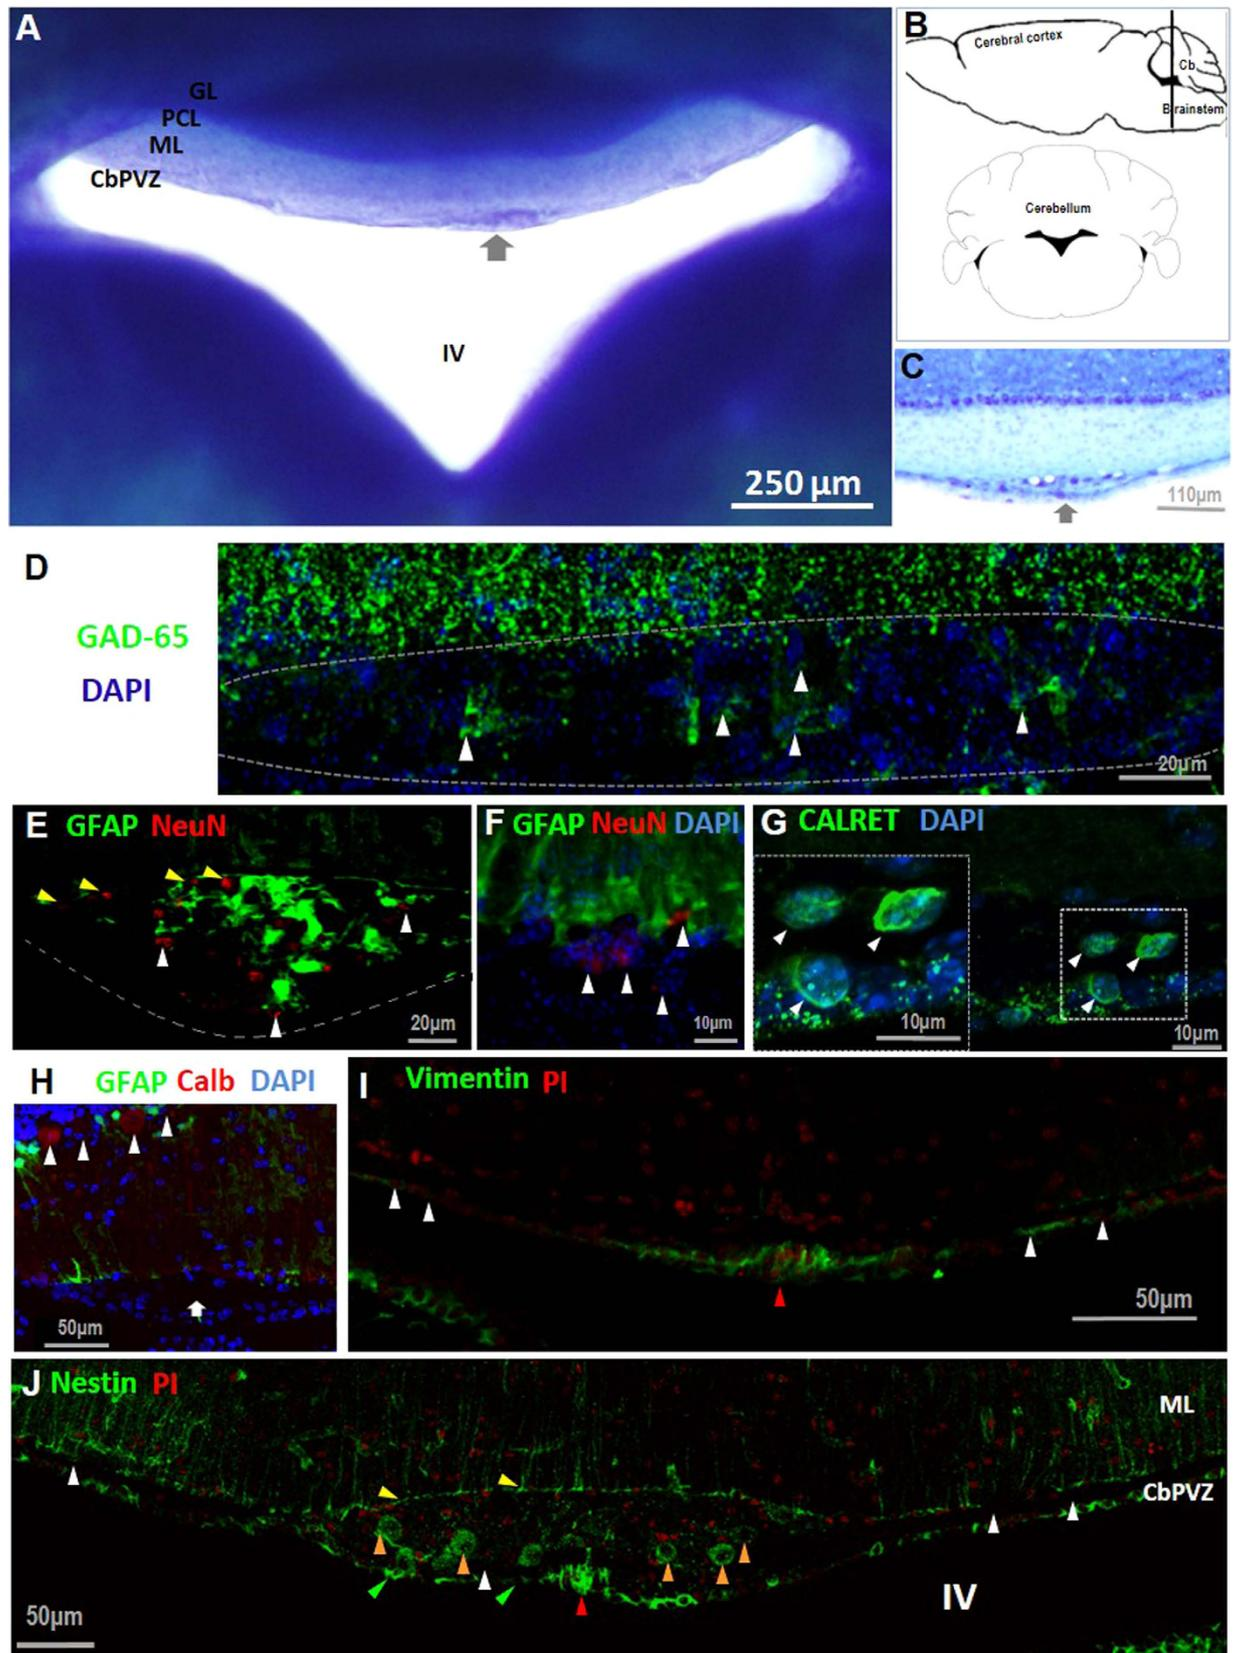 A
GL
PCL
ML
CbPVZ
IV
250 µm
B
Cerebral cortex
Cb
Brainstem
Cerebellum
C
110µm
D
GAD-65
DAPI
20µm
E GFAP NeuN
20µm
F GFAP NeuN DAPI
10µm
G CALRET DAPI
10µm
10µm
H GFAP Calb DAPI
50µm
I Vimentin PI
50µm
J Nestin PI
ML
CbPVZ
IV
50µm